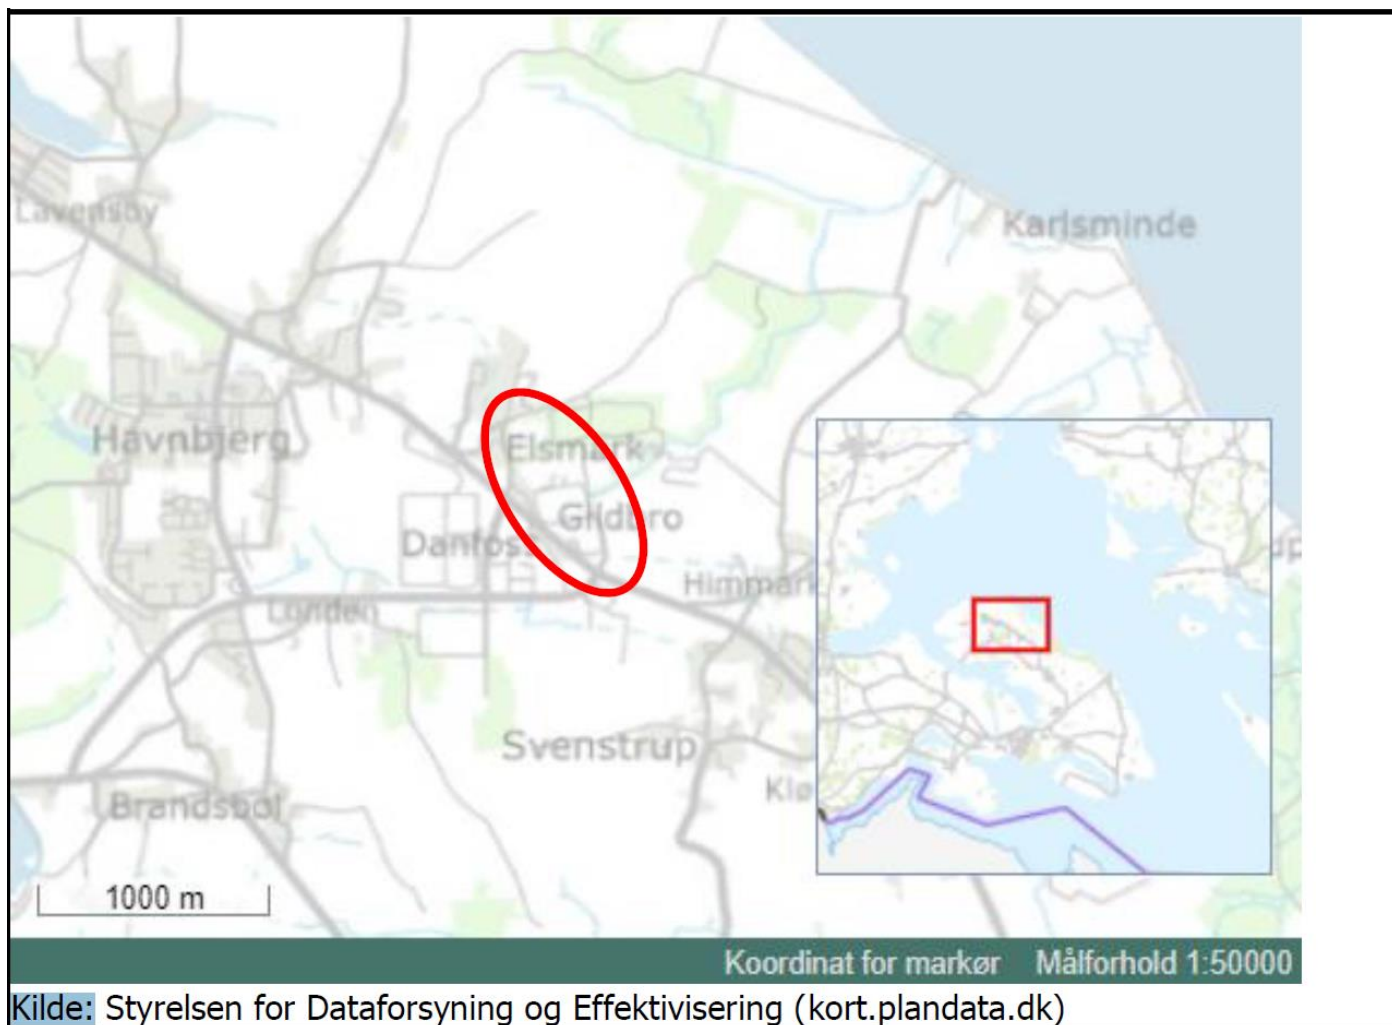 Lavensby
Karlsminde
Havnbjerg
Elsmark
Gildbro
Danfoss
Himmark
Lunden
Svenstrup
Klø
Brandsbøl
1000 m
Koordinat for markør Målforhold 1:50000
Kilde: Styrelsen for Dataforsyning og Effektivisering (kort.plandata.dk)